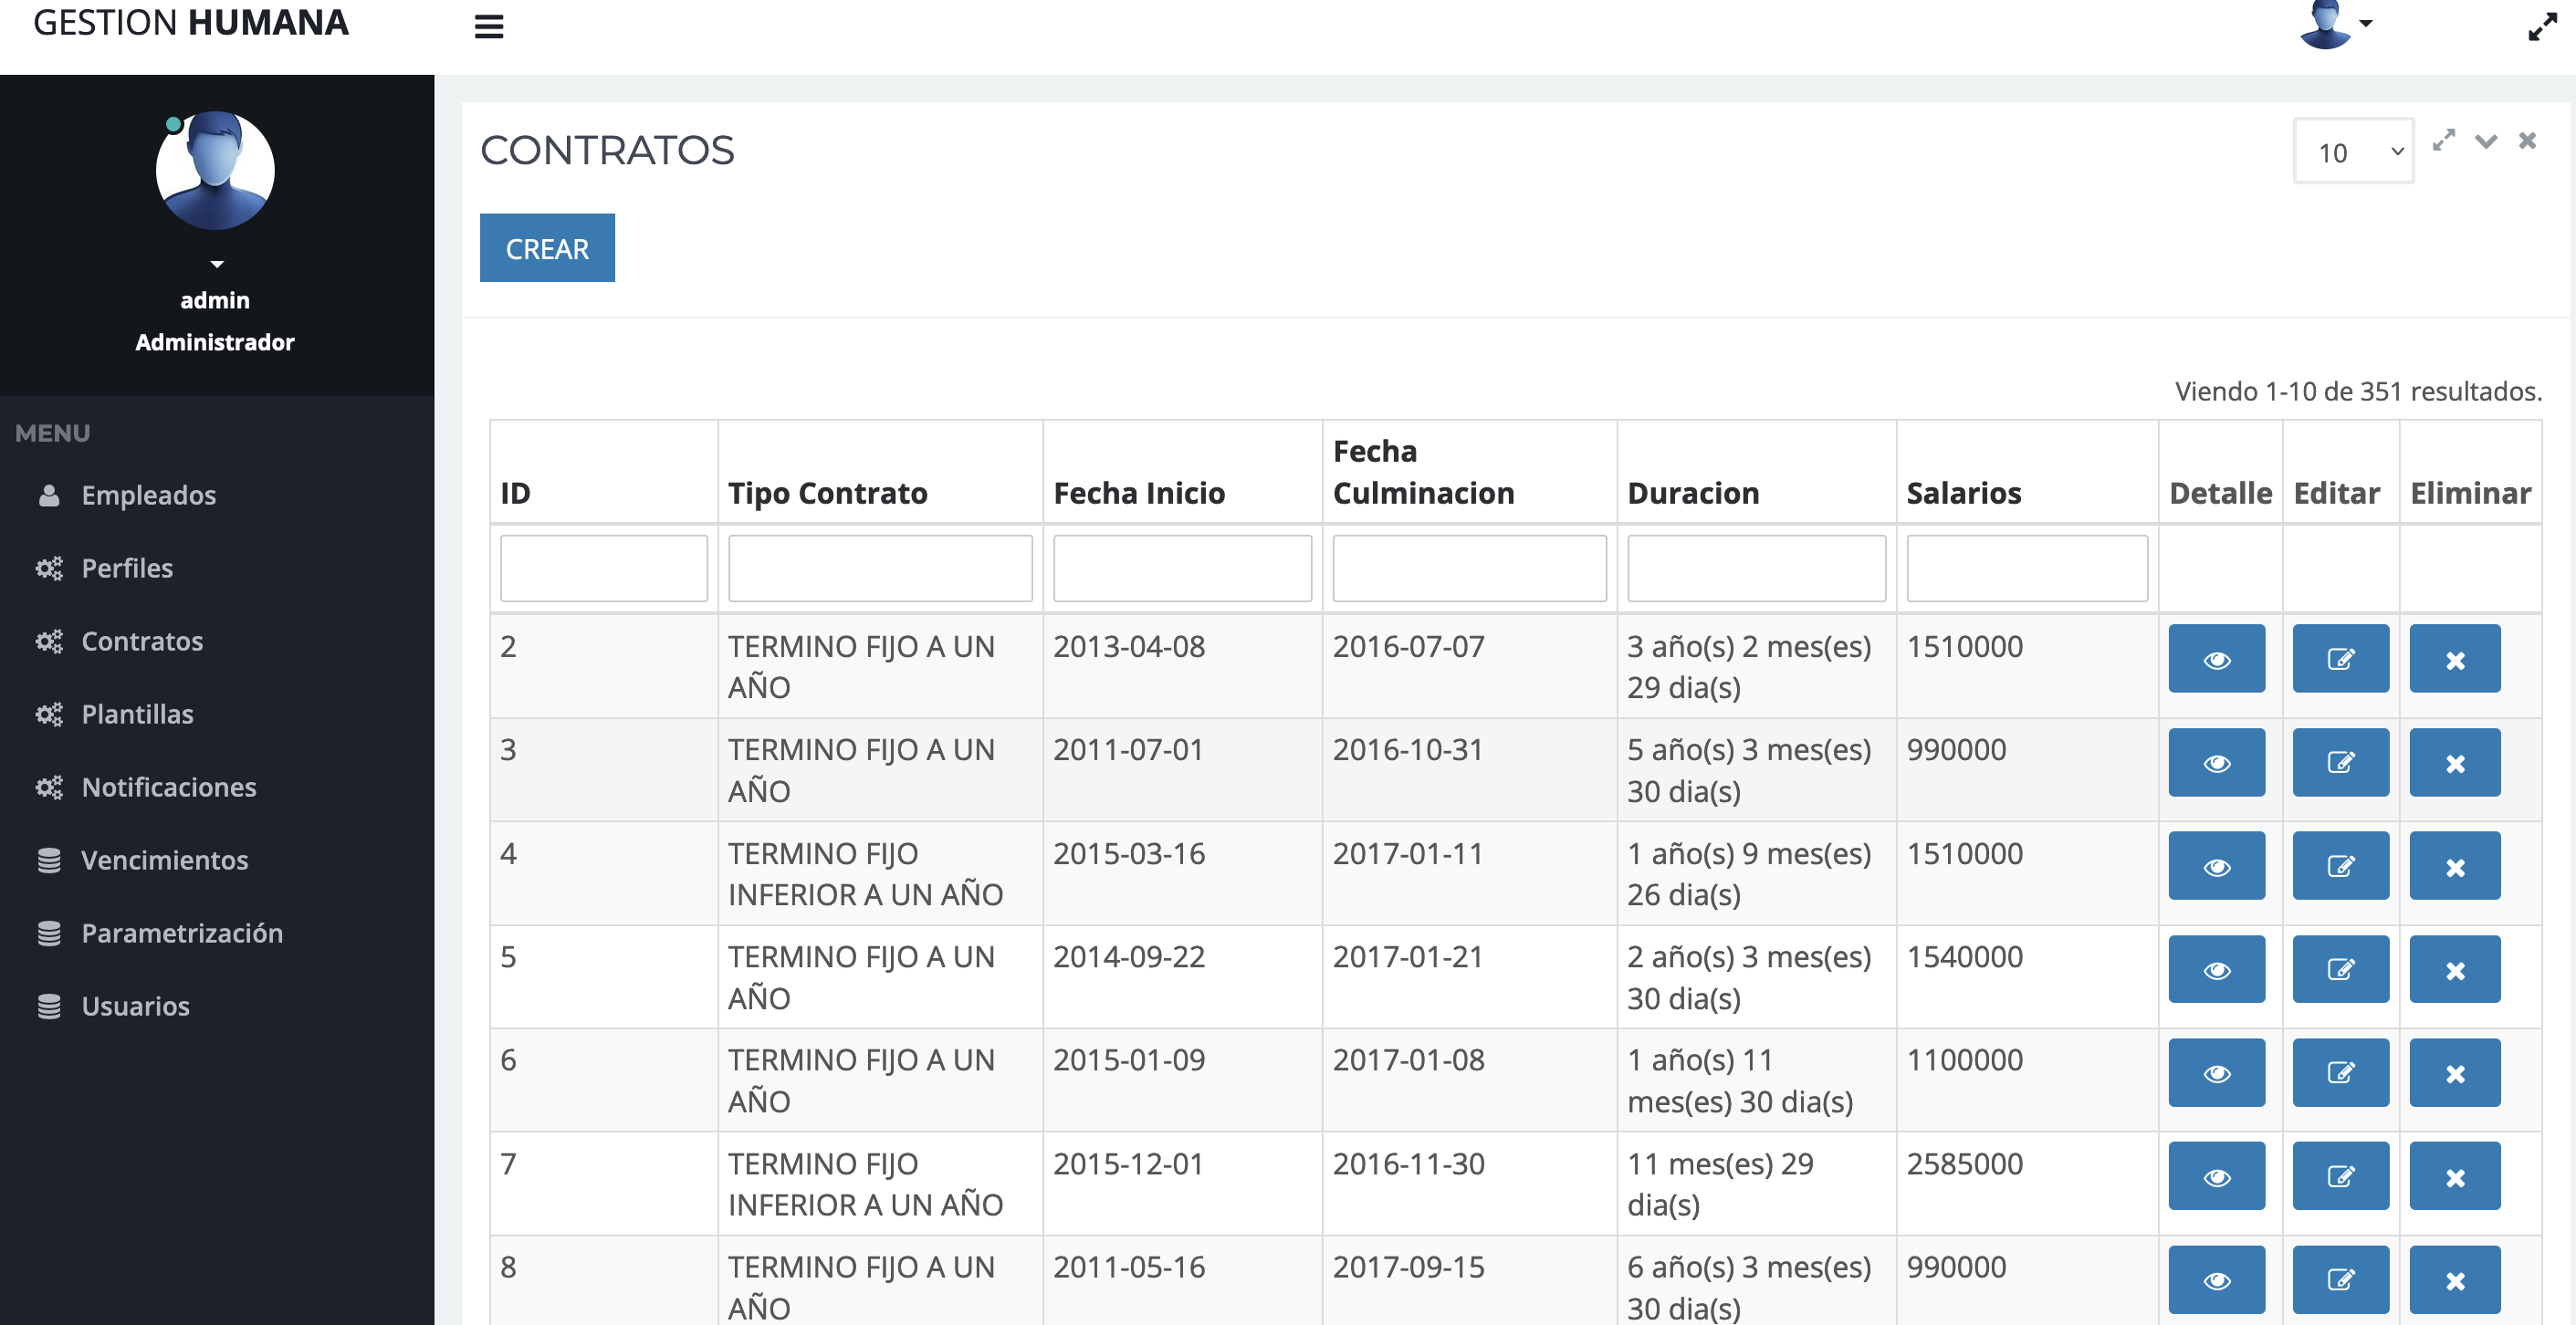 GESTION HUMANA
admin
Administrador
MENU
Empleados
Perfiles
Contratos
Plantillas
Notificaciones
Vencimientos
Parametrización
Usuarios
CONTRATOS
10
CREAR
Viendo 1-10 de 351 resultados.
ID Tipo Contrato Fecha Inicio Fecha Culminacion Duracion Salarios Detalle Editar Eliminar
2 TERMINO FIJO A UN AÑO 2013-04-08 2016-07-07 3 año(s) 2 mes(es) 29 dia(s) 1510000
3 TERMINO FIJO A UN AÑO 2011-07-01 2016-10-31 5 año(s) 3 mes(es) 30 dia(s) 990000
4 TERMINO FIJO INFERIOR A UN AÑO 2015-03-16 2017-01-11 1 año(s) 9 mes(es) 26 dia(s) 1510000
5 TERMINO FIJO A UN AÑO 2014-09-22 2017-01-21 2 año(s) 3 mes(es) 30 dia(s) 1540000
6 TERMINO FIJO A UN AÑO 2015-01-09 2017-01-08 1 año(s) 11 mes(es) 30 dia(s) 1100000
7 TERMINO FIJO INFERIOR A UN AÑO 2015-12-01 2016-11-30 11 mes(es) 29 dia(s) 2585000
8 TERMINO FIJO A UN AÑO 2011-05-16 2017-09-15 6 año(s) 3 mes(es) 30 dia(s) 990000